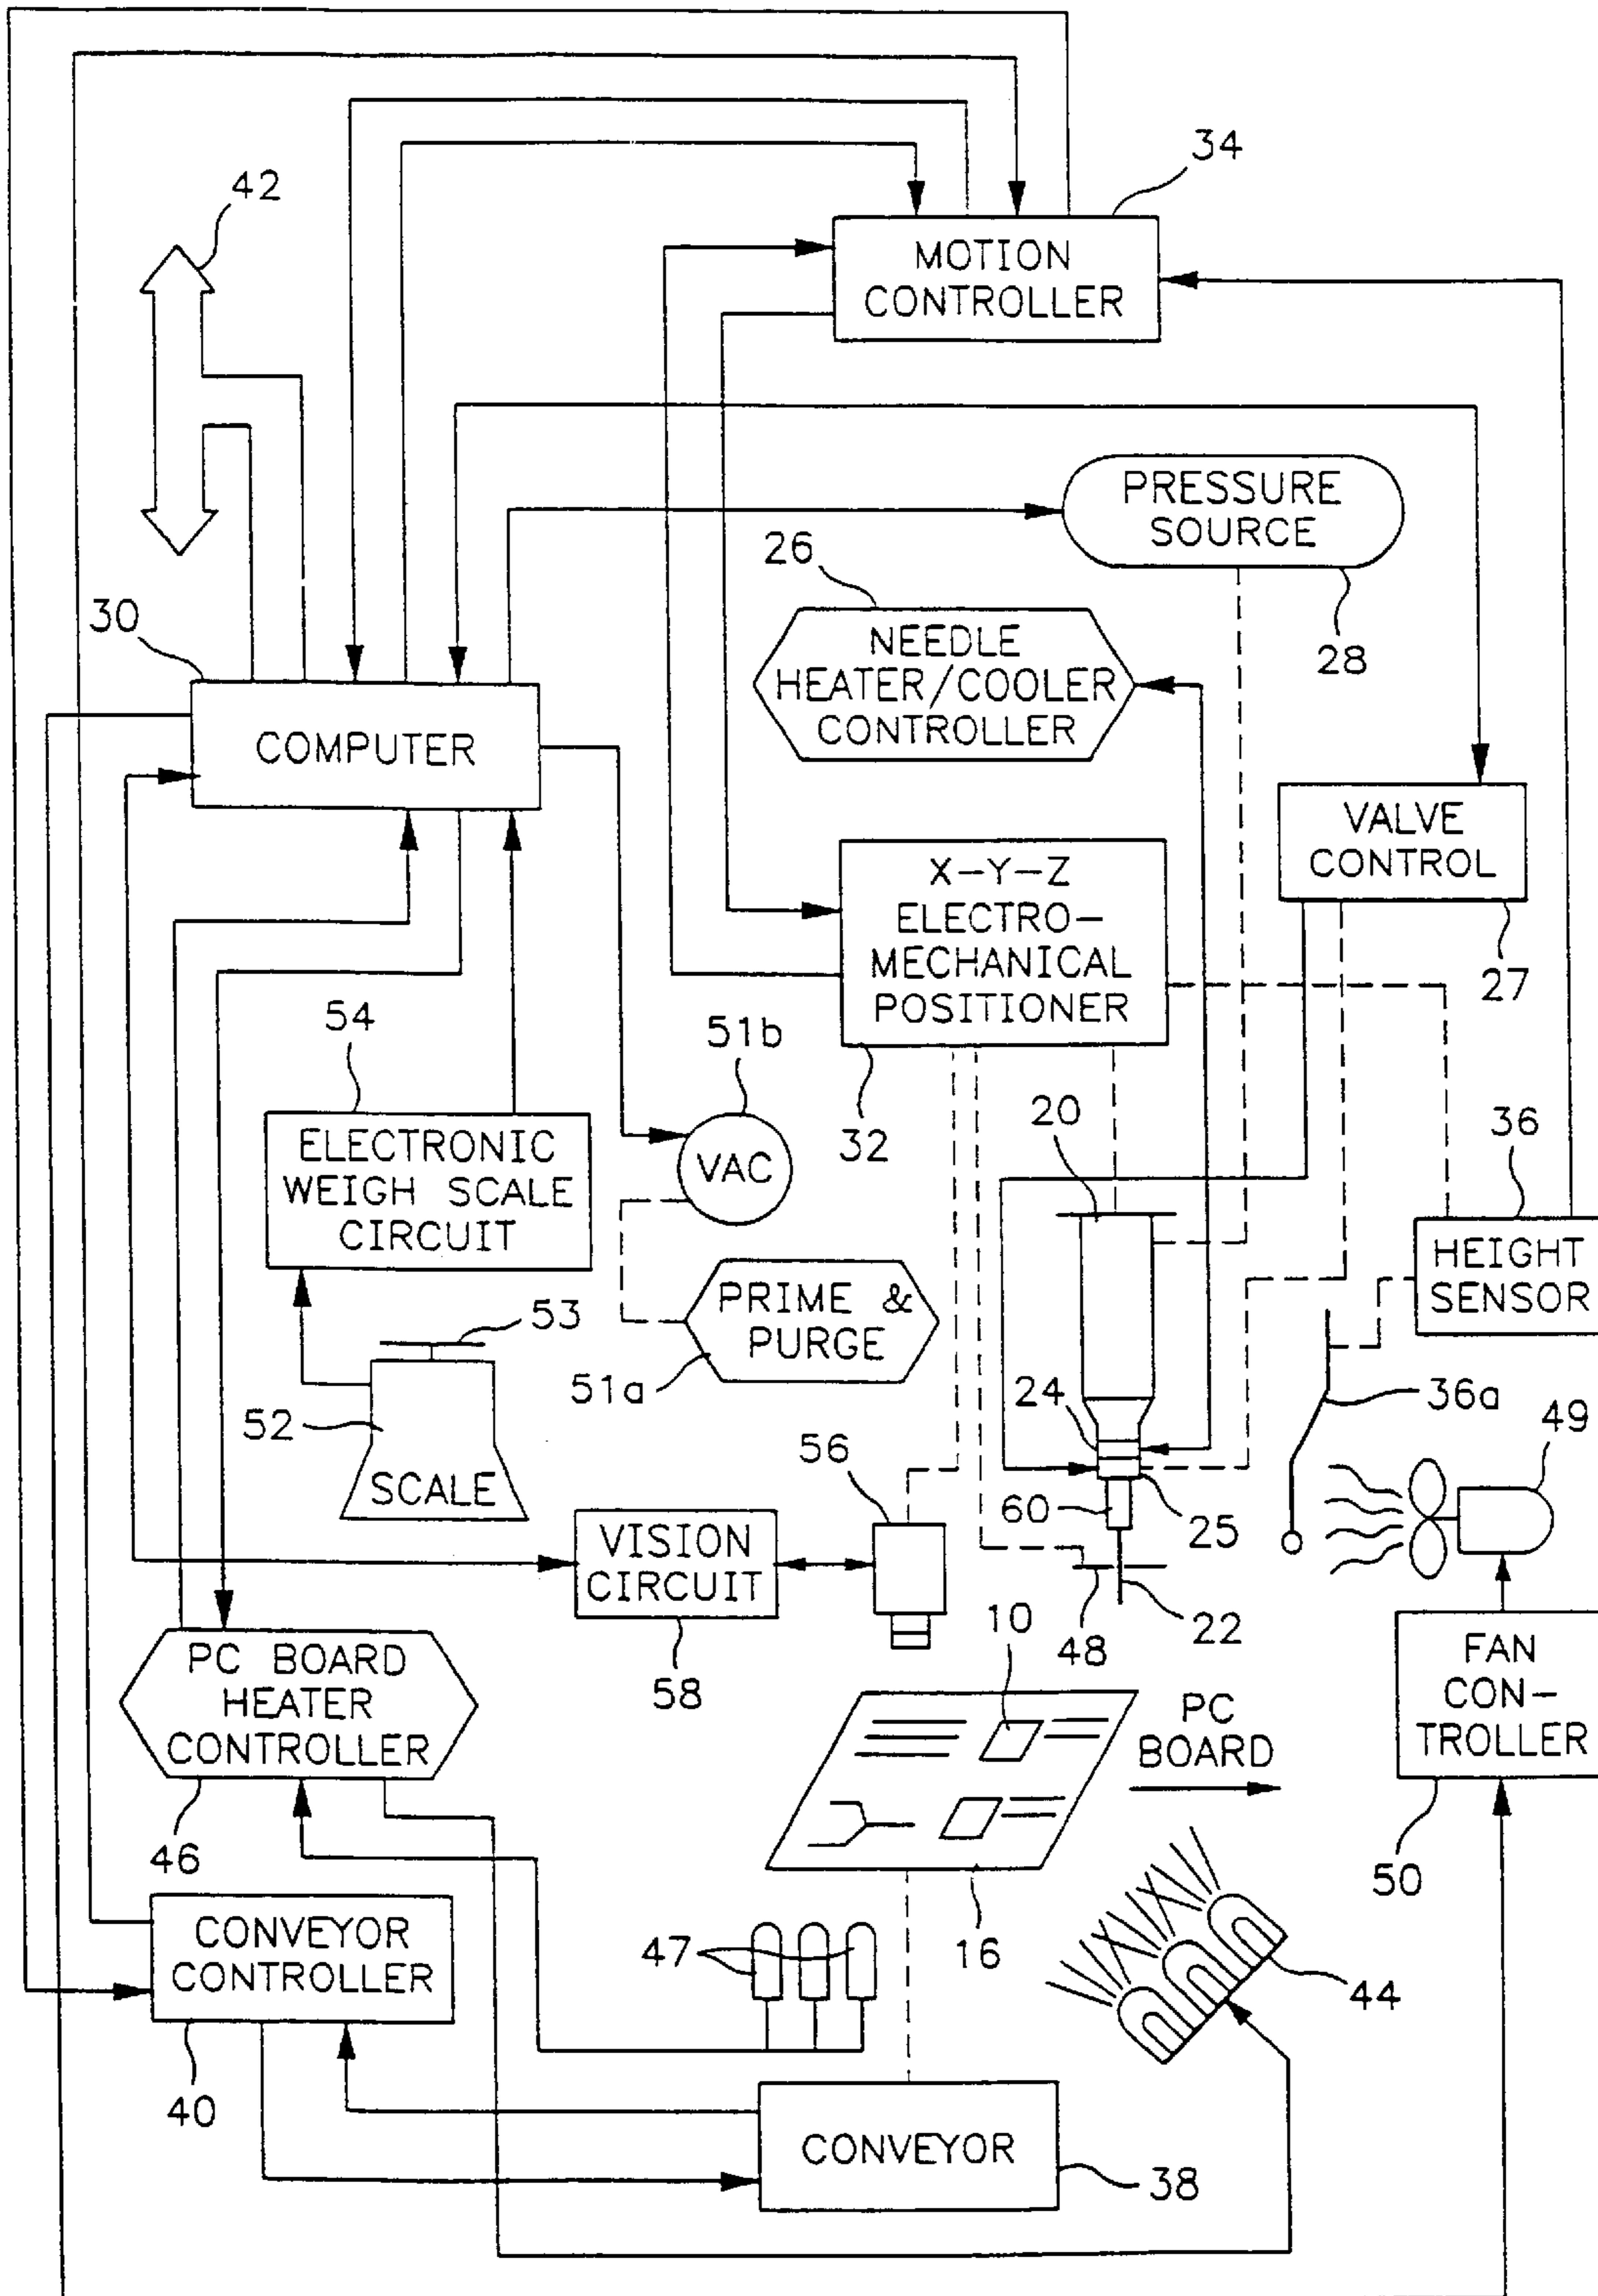 34
42
MOTION
CONTROLLER
PRESSURE
SOURCE
26
28
30
NEEDLE
HEATER/COOLER
CONTROLLER
COMPUTER
VALVE
CONTROL
27
X-Y-Z
ELECTRO-
MECHANICAL
POSITIONER
32
54
51b
20
36
ELECTRONIC
WEIGH SCALE
CIRCUIT
VAC
HEIGHT
SENSOR
53
PRIME &
PURGE
51a
24
36a
49
52
SCALE
56
60
25
VISION
CIRCUIT
58
10
48
22
PC BOARD
HEATER
CONTROLLER
46
PC
BOARD
FAN
CON-
TROLLER
50
CONVEYOR
CONTROLLER
40
47
16
44
CONVEYOR
38